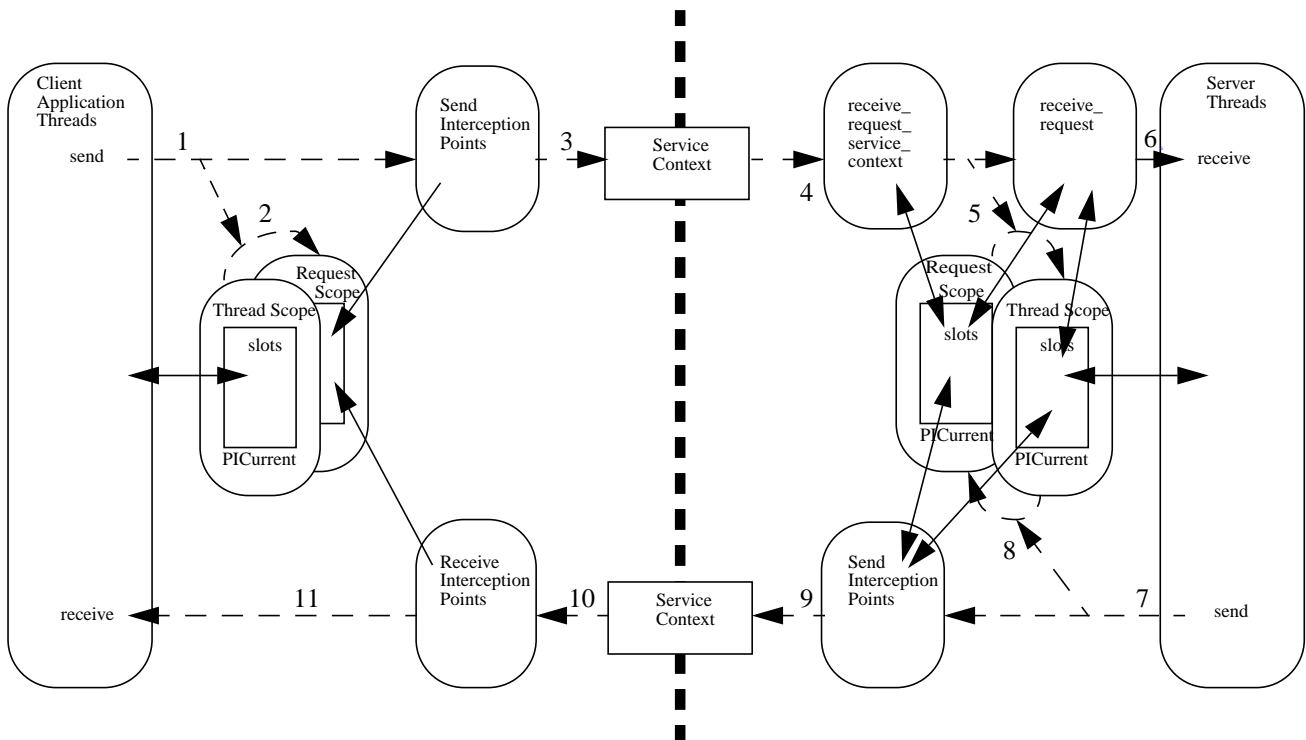 Client
Application
Threads
send
1
2
Send
Interception
Points
3
Service
Context
4
receive_
request_
service_
context
5
receive_
request
6
Server
Threads
receive
Request
Scope
Thread Scope
slots
PICurrent
Request
Scope
slots
PICurrent
Thread Scope
slots
PICurrent
8
Receive
Interception
Points
receive
11
10
Service
Context
9
Send
Interception
Points
7
send